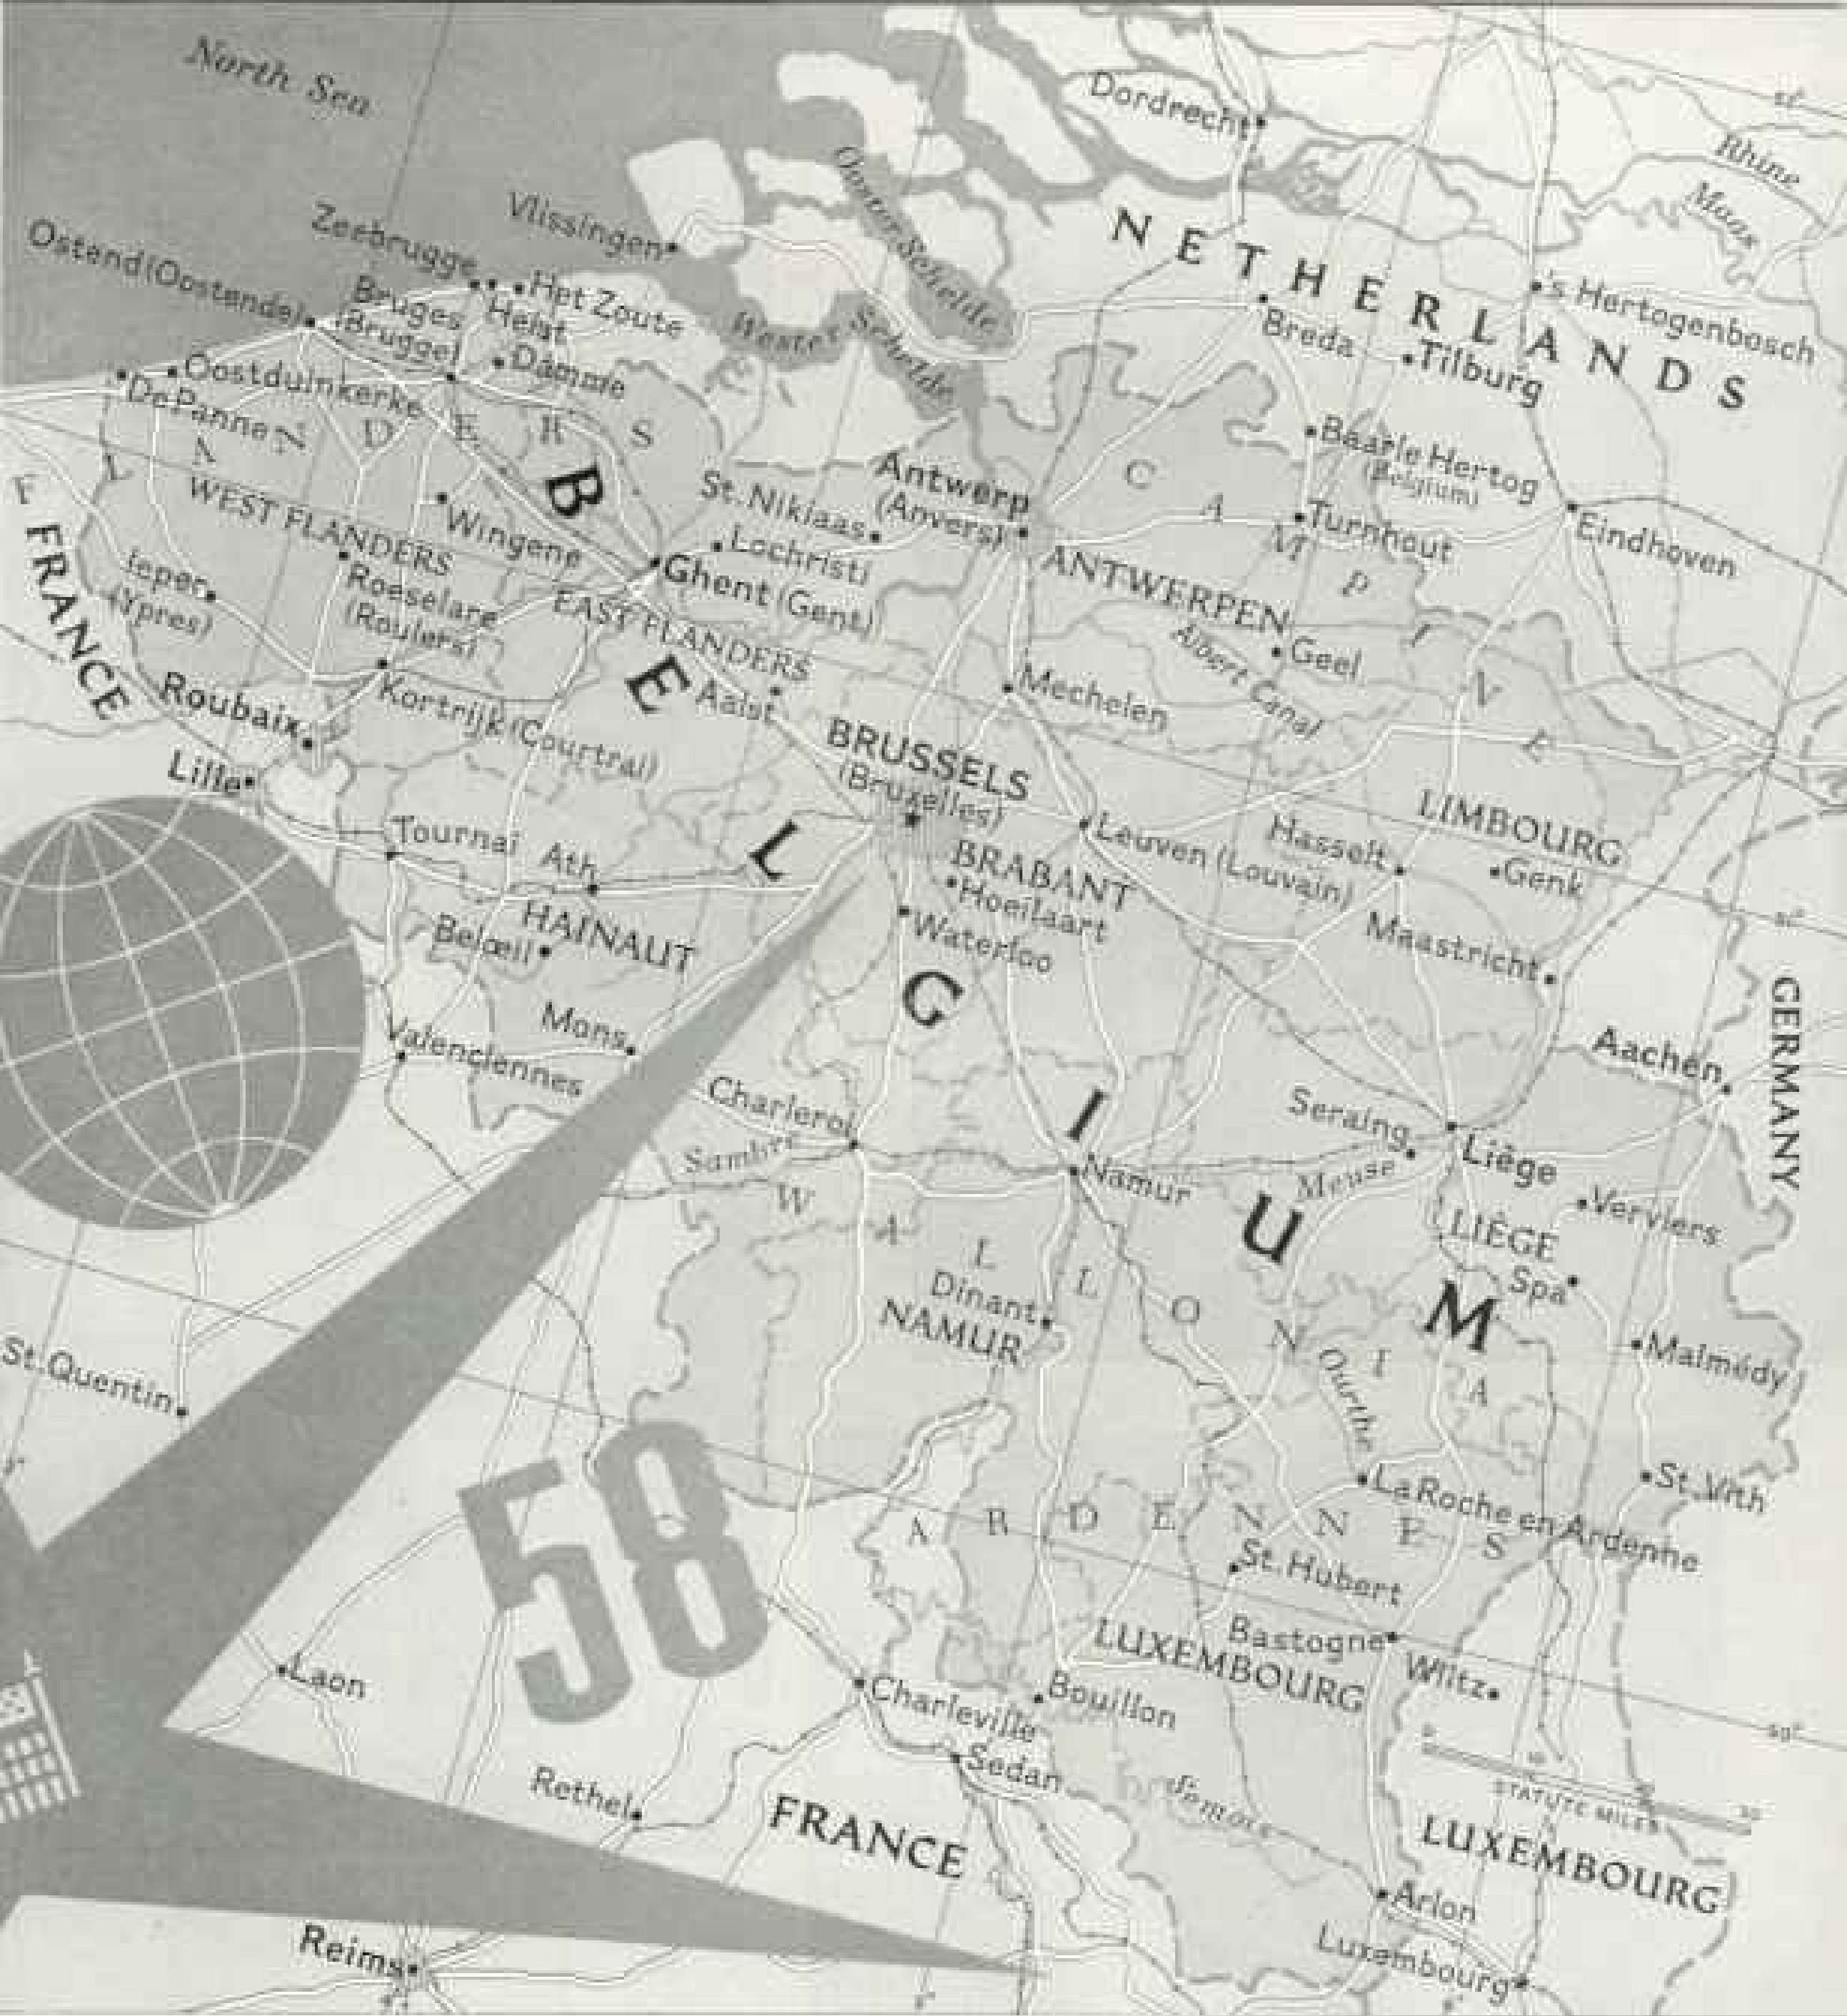 North Sea
Dordrecht
52°
Rhine
Maas
Ooster Schelde
Vlissingen
Zeebrugge
NETHERLANDS
Ostend (Oostende)
Het Zoute
's Hertogenbosch
Bruges
(Brugge)
Heist
Wester Schelde
Breda
Tilburg
Damme
Oostduinkerke
De Panne
FLANDERS
Baarle Hertog
(Belgium)
Antwerp
(Anvers)
CAMPINE
St. Niklaas
WEST FLANDERS
Wingene
Lochristi
Turnhout
Eindhoven
FRANCE
Ieper
(Ypres)
Roeselare
(Roulers)
Ghent (Gent)
EAST FLANDERS
ANTWERPEN
Albert Canal
Geel
BELGIUM
Roubaix
Kortrijk (Courtrai)
Aalst
Mechelen
Lille
BRUSSELS
(Bruxelles)
LIMBOURG
Tournai
Ath
Leuven (Louvain)
Hasselt
Genk
BRABANT
Hoeilaart
HAINAUT
Belœil
Waterloo
Maastricht
GERMANY
Mons
Valenciennes
Aachen
Charleroi
Seraing
Sambre
Namur
Meuse
Liège
Verviers
WALLONIA
LIÈGE
Spa
Dinant
NAMUR
Ourthe
Malmédy
St. Quentin
58
St. Vith
La Roche en Ardenne
ARDENNES
St. Hubert
Bastogne
Wiltz
LUXEMBOURG
50°
Laon
Charleville
Bouillon
Sedan
STATUTE MILES
Rethel
Semois
FRANCE
LUXEMBOURG
Arlon
Luxembourg
Reims